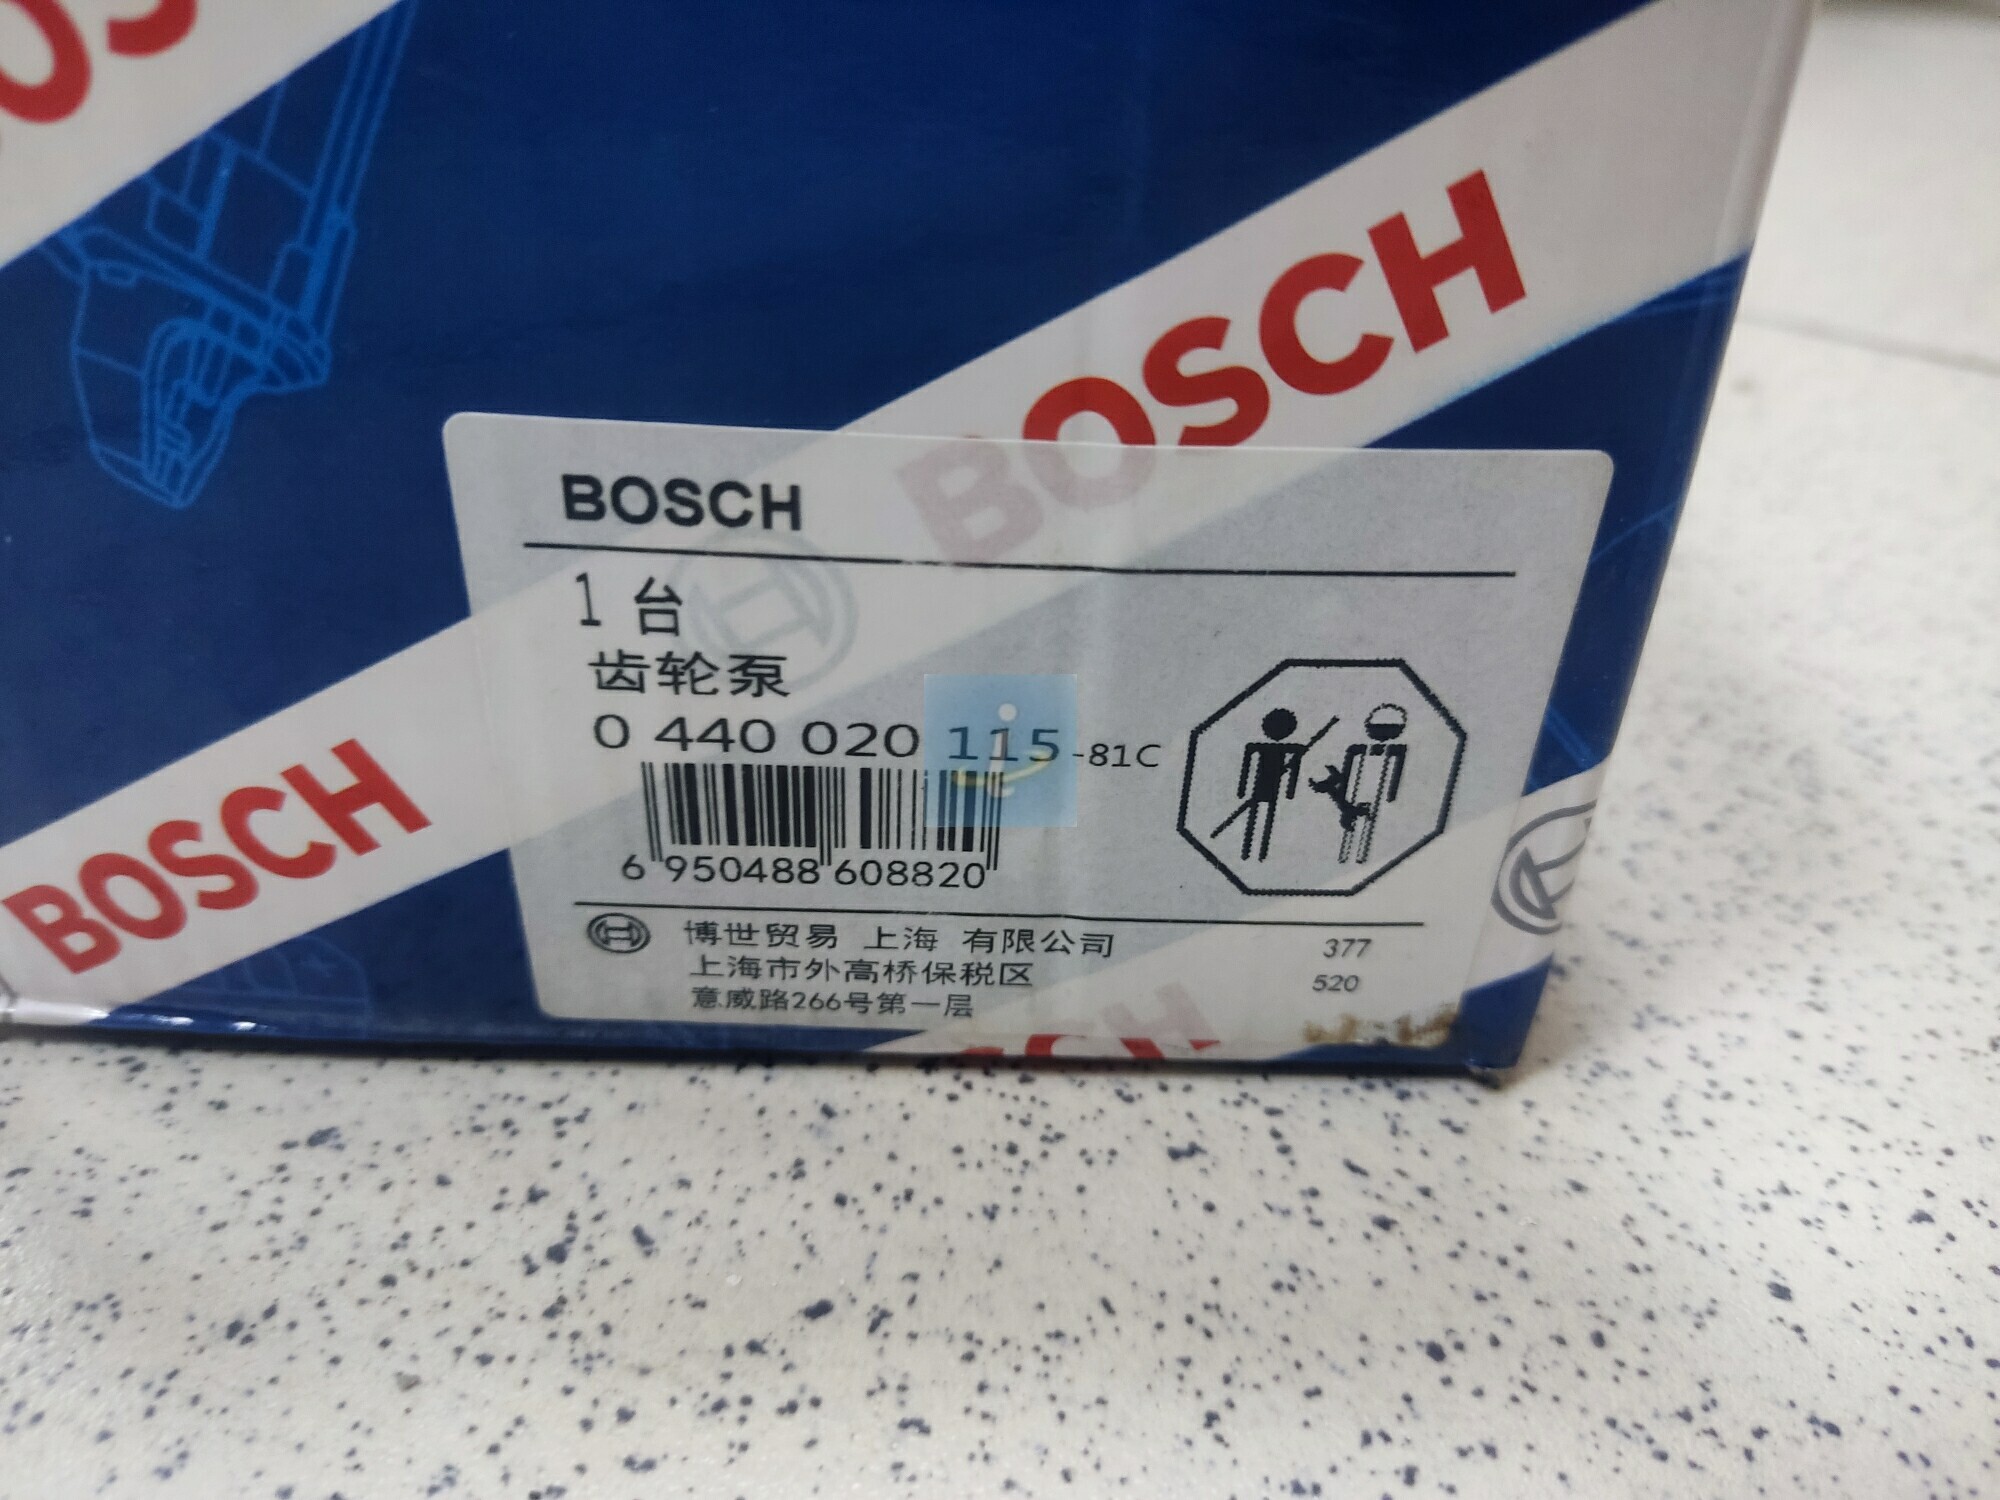 BOSCH
BOSCH
BOSCH
1 台
齿轮泵
0 440 020 115-81C
6 950488 608820
博世贸易 上海 有限公司
上海市外高桥保税区
意威路266号第一层
377
520
BOSCH